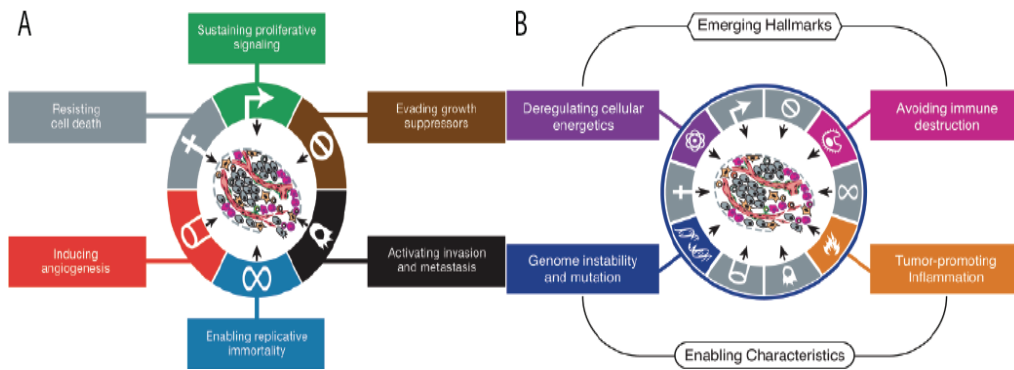 A
Sustaining proliferative
signaling
Resisting
cell death
Evading growth
suppressors
Inducing
angiogenesis
Activating invasion
and metastasis
Enabling replicative
immortality
B
Emerging Hallmarks
Deregulating cellular
energetics
Avoiding immune
destruction
Genome instability
and mutation
Tumor-promoting
Inflammation
Enabling Characteristics